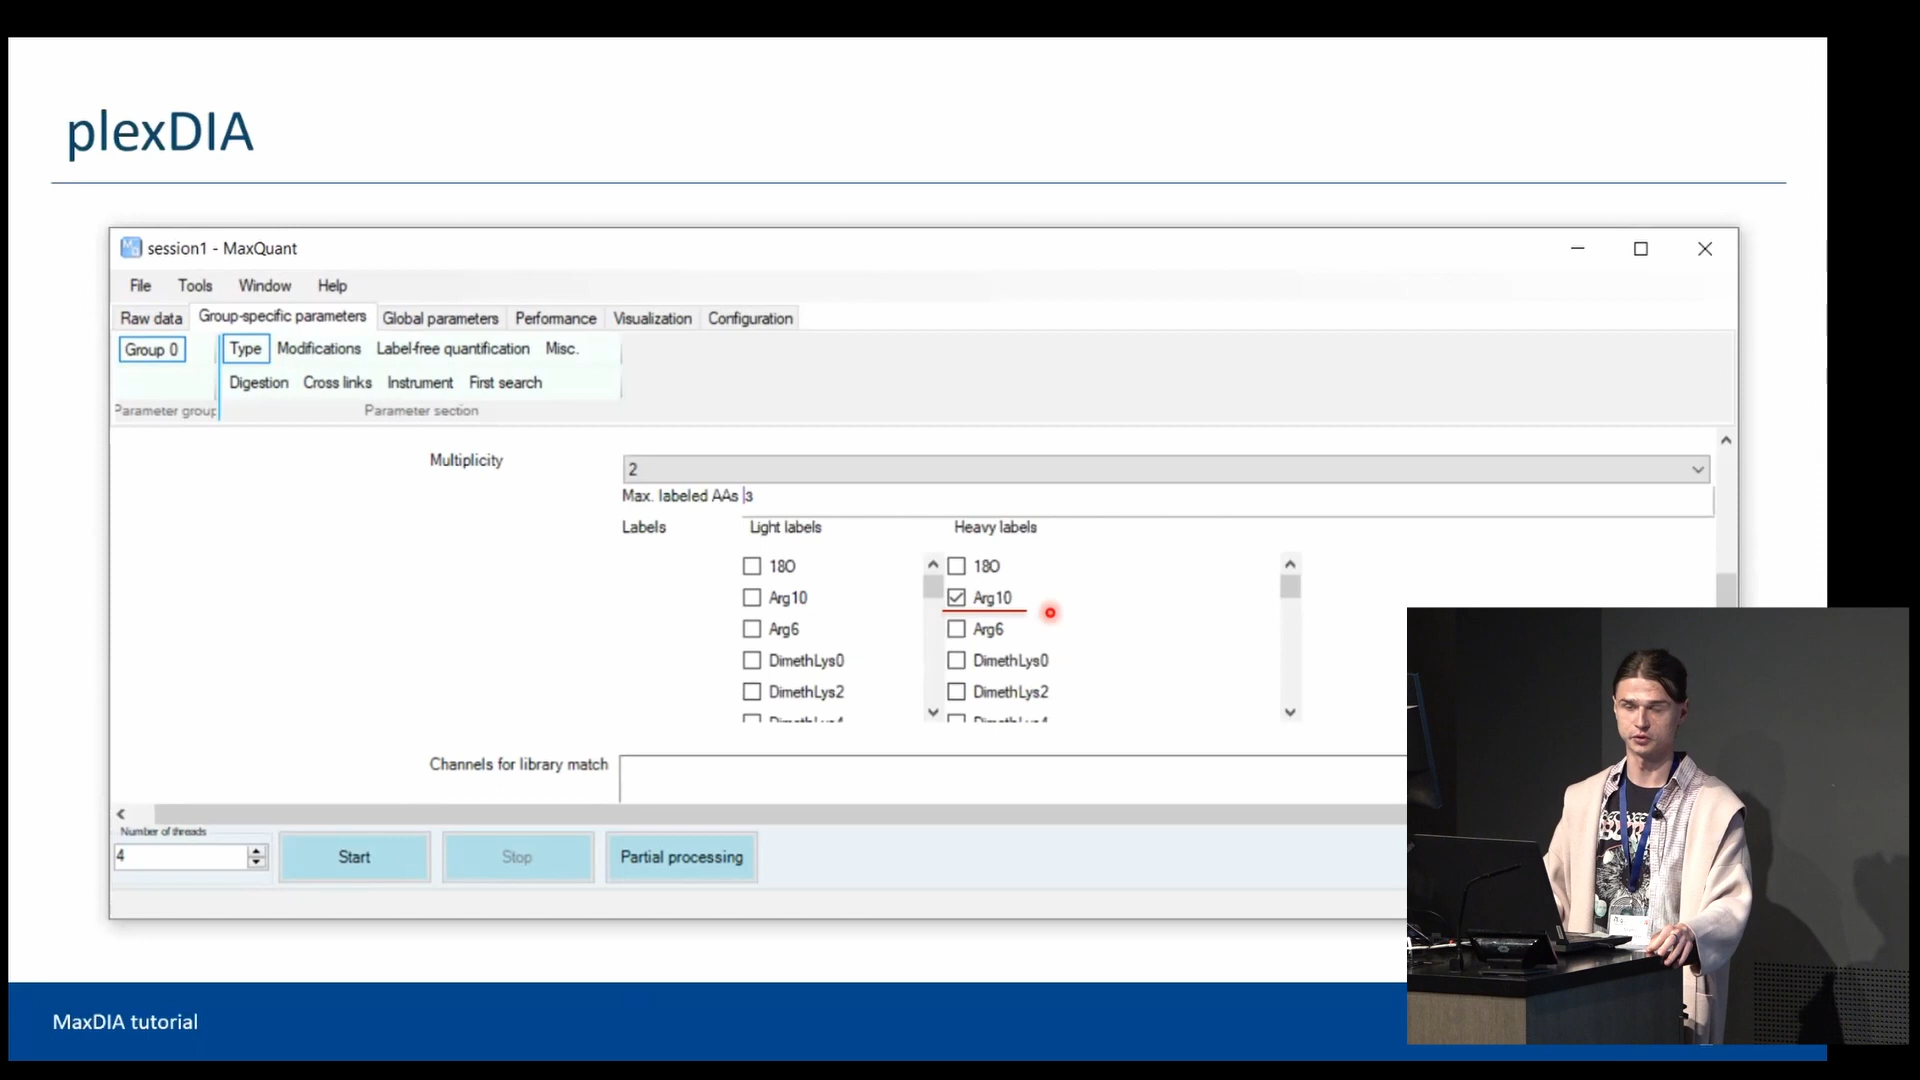 plexDIA
session1 - MaxQuant
File Tools Window Help
Raw data Group-specific parameters Global parameters Performance Visualization Configuration
Group 0 Type Modifications Label-free quantification Misc.
Digestion Cross links Instrument First search
Parameter group Parameter section
Multiplicity 2
Max. labeled AAs 3
Labels Light labels Heavy labels
18O 18O
Arg10 Arg10
Arg6 Arg6
DimethLys0 DimethLys0
DimethLys2 DimethLys2
Channels for library match
Number of threads
4 Start Stop Partial processing
MaxDIA tutorial